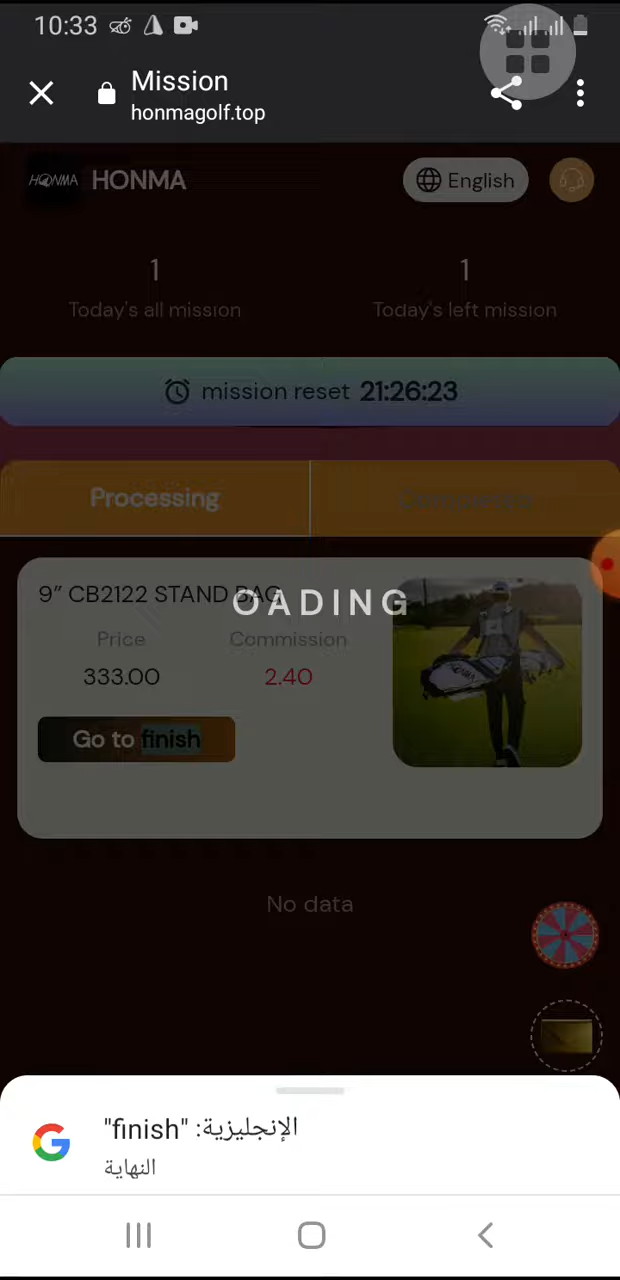 10:33
Mission
honmagolf.top
HONMA HONMA English
1 1
Today's all mission Today's left mission
mission reset 21:26:23
Processing
9” CB2122 STAND BAG
OADING
Price Commission
333.00 2.40
Go to finish
No data
الإنجليزية: "finish"
النهاية